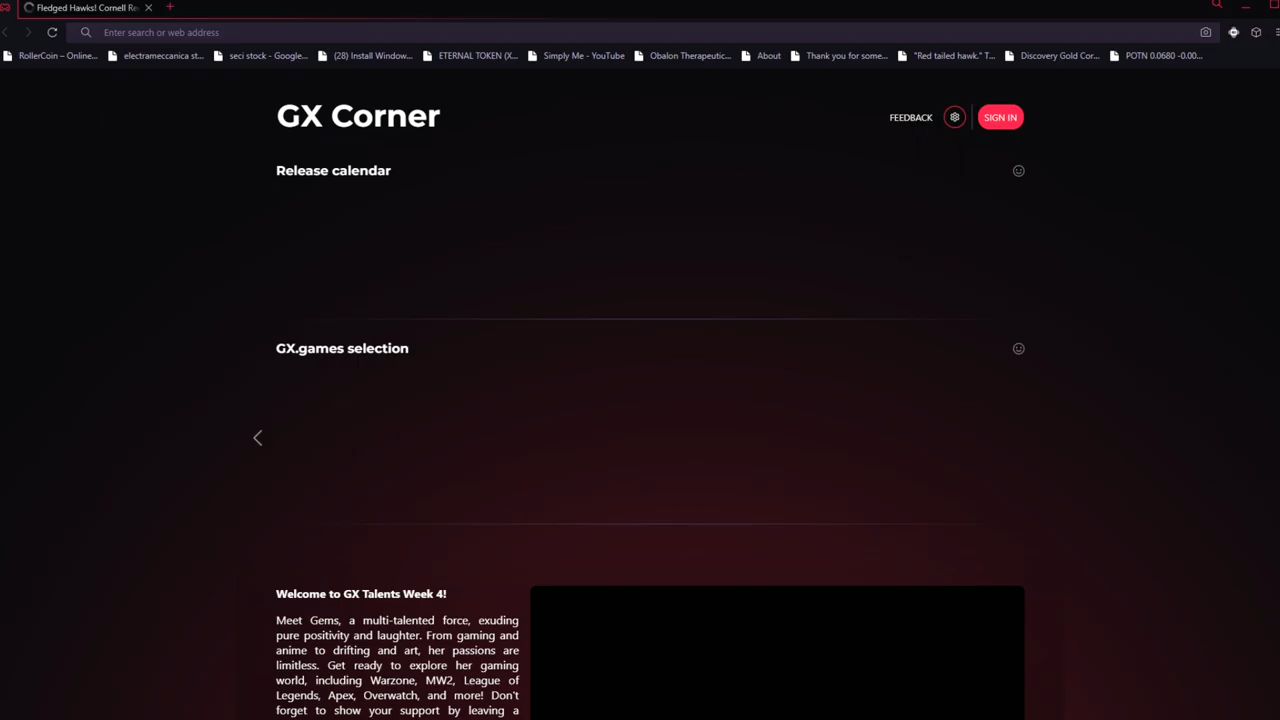 Fledged Hawks! Cornell Re
Enter search or web address
RollerCoin – Online...
electrameccanica st...
seci stock - Google...
(28) Install Window...
ETERNAL TOKEN (X...
Simply Me - YouTube
Obalon Therapeutic...
About
Thank you for some...
"Red tailed hawk." T...
Discovery Gold Cor...
POTN 0.0680 -0.00...
GX Corner
FEEDBACK
SIGN IN
Release calendar
GX.games selection
Welcome to GX Talents Week 4!
Meet Gems, a multi-talented force, exuding
pure positivity and laughter. From gaming and
anime to drifting and art, her passions are
limitless. Get ready to explore her gaming
world, including Warzone, MW2, League of
Legends, Apex, Overwatch, and more! Don't
forget to show your support by leaving a